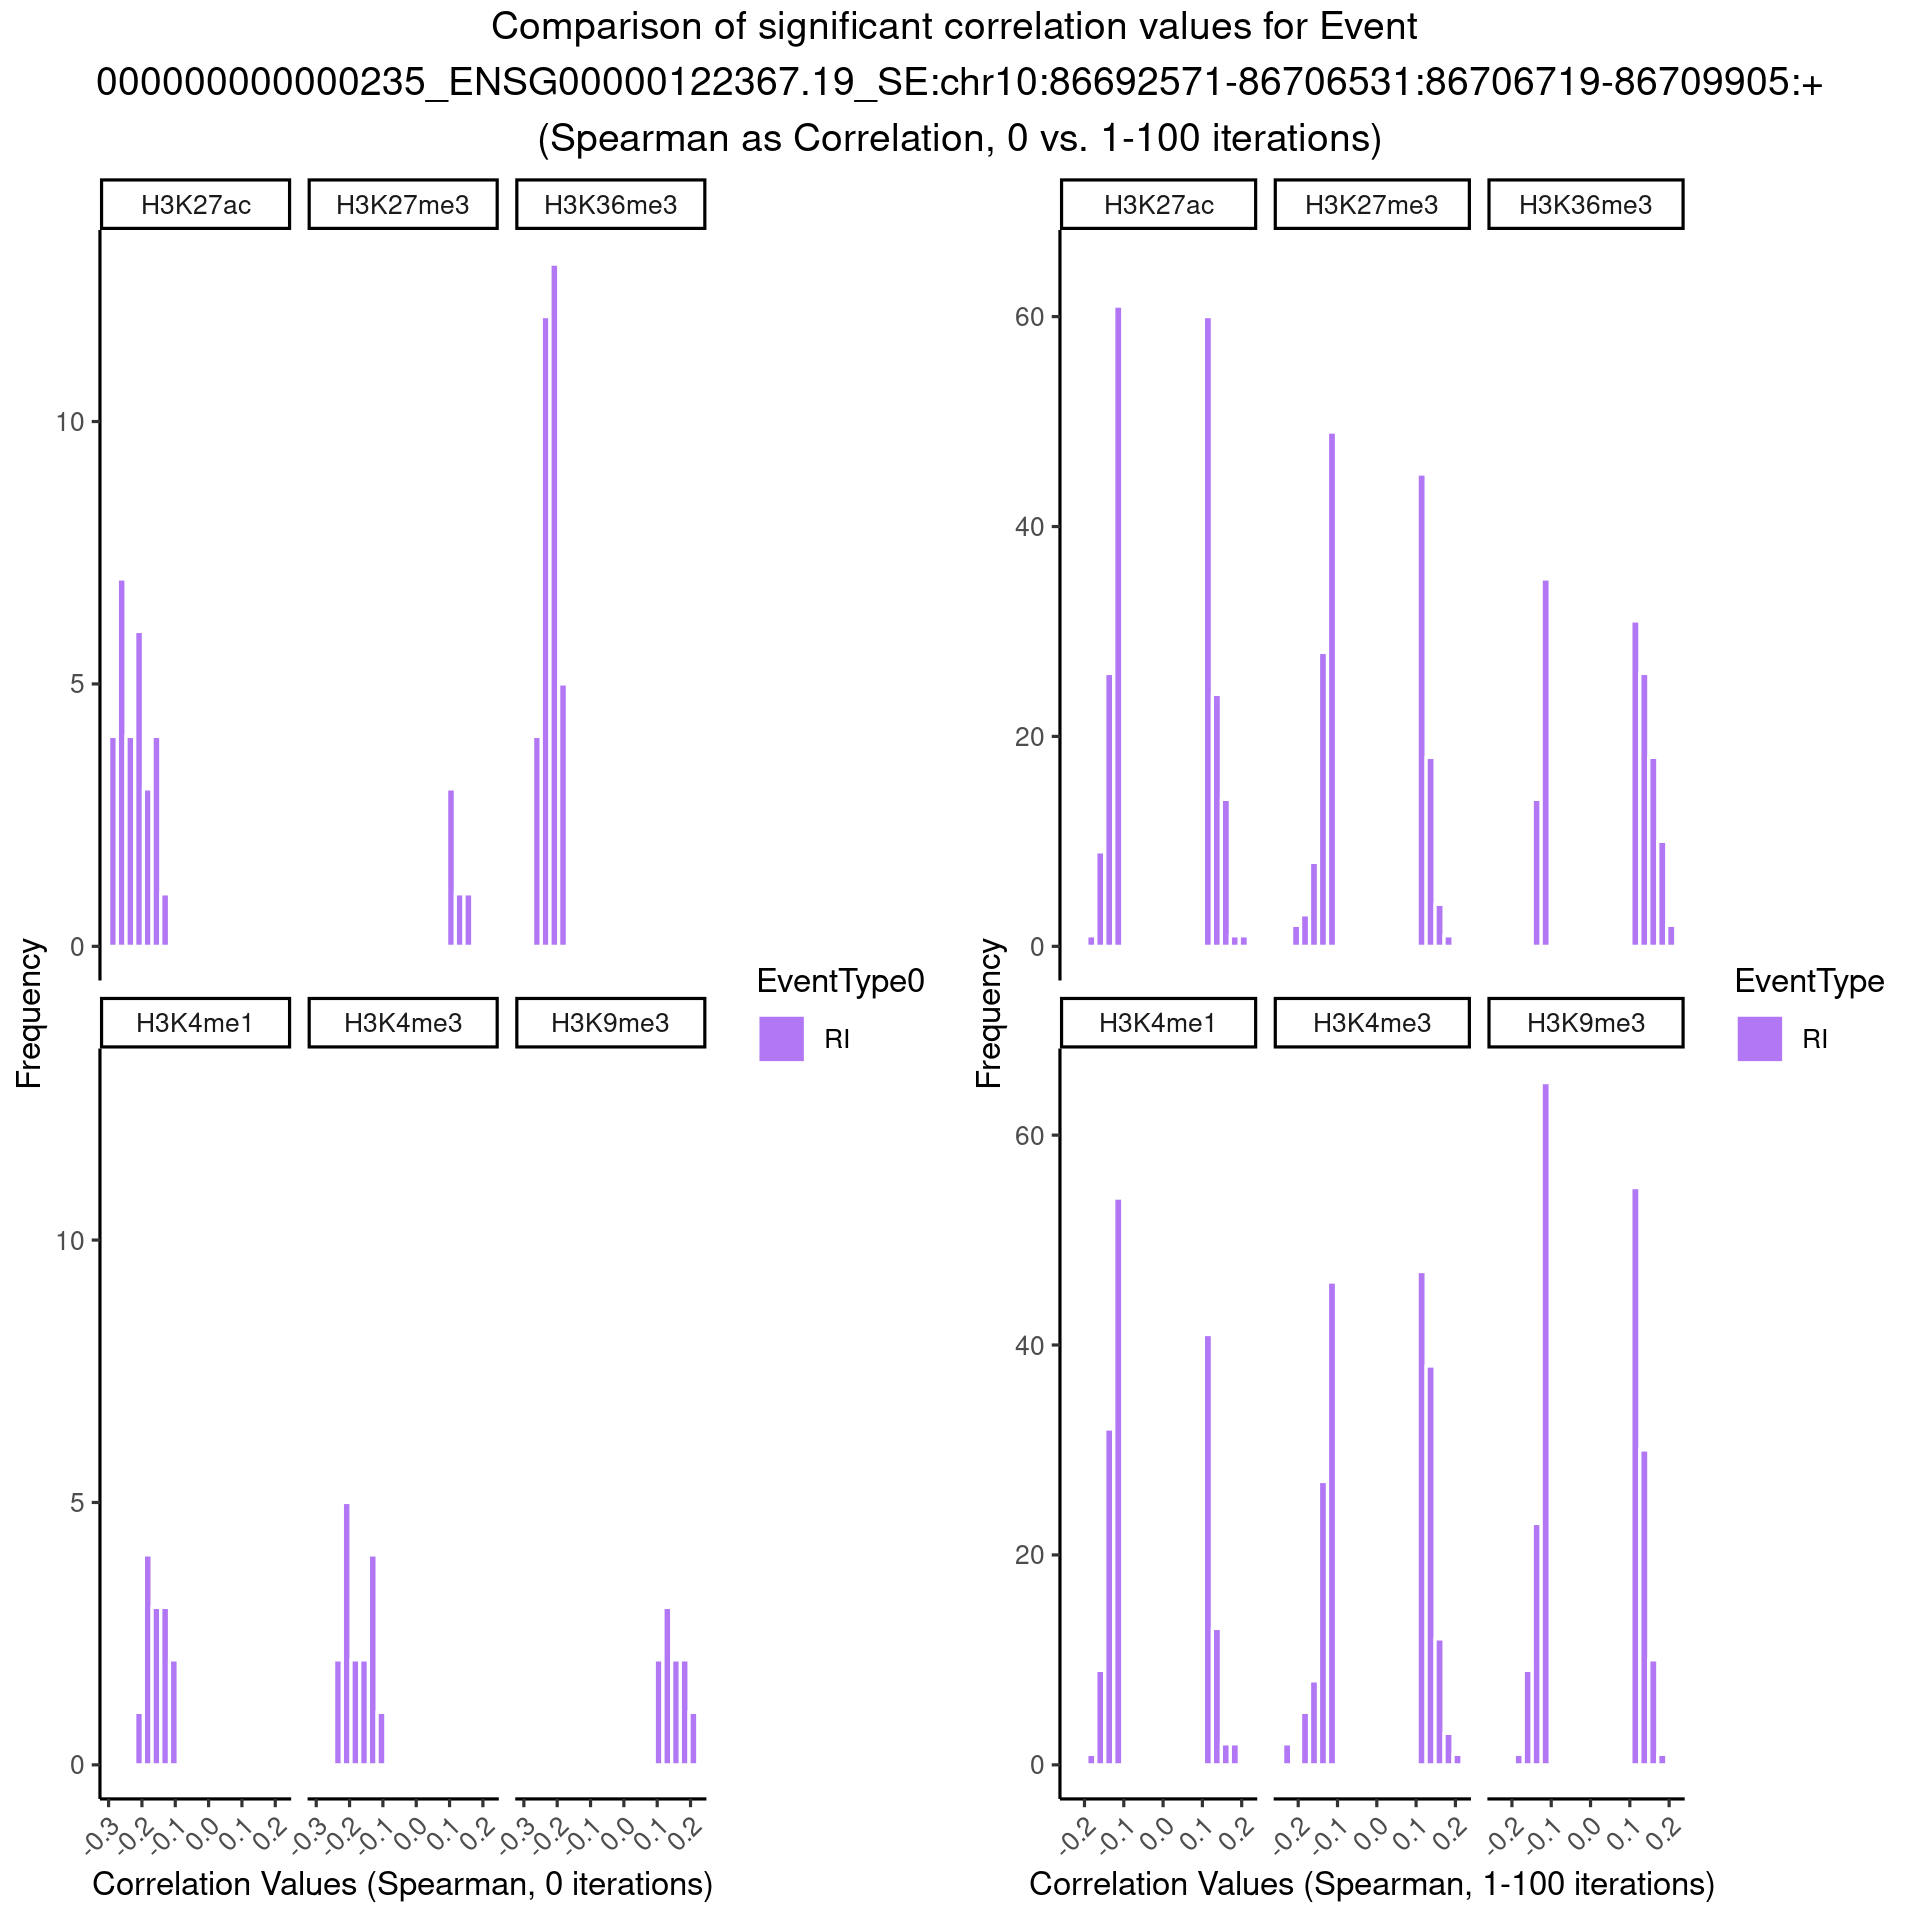 Comparison of significant correlation values for Event
000000000000235_ENSG00000122367.19_SE:chr10:86692571-86706531:86706719-86709905:+
(Spearman as Correlation, 0 vs. 1-100 iterations)
H3K27ac H3K27me3 H3K36me3
10
5
0
H3K4me1 H3K4me3 H3K9me3
10
5
0
-0.3 -0.2 -0.1 0.0 0.1 0.2 -0.3 -0.2 -0.1 0.0 0.1 0.2 -0.3 -0.2 -0.1 0.0 0.1 0.2
Frequency
Correlation Values (Spearman, 0 iterations)
EventType0
RI
H3K27ac H3K27me3 H3K36me3
60
40
20
0
H3K4me1 H3K4me3 H3K9me3
60
40
20
0
-0.2 -0.1 0.0 0.1 0.2 -0.2 -0.1 0.0 0.1 0.2 -0.2 -0.1 0.0 0.1 0.2
Frequency
Correlation Values (Spearman, 1-100 iterations)
EventType
RI